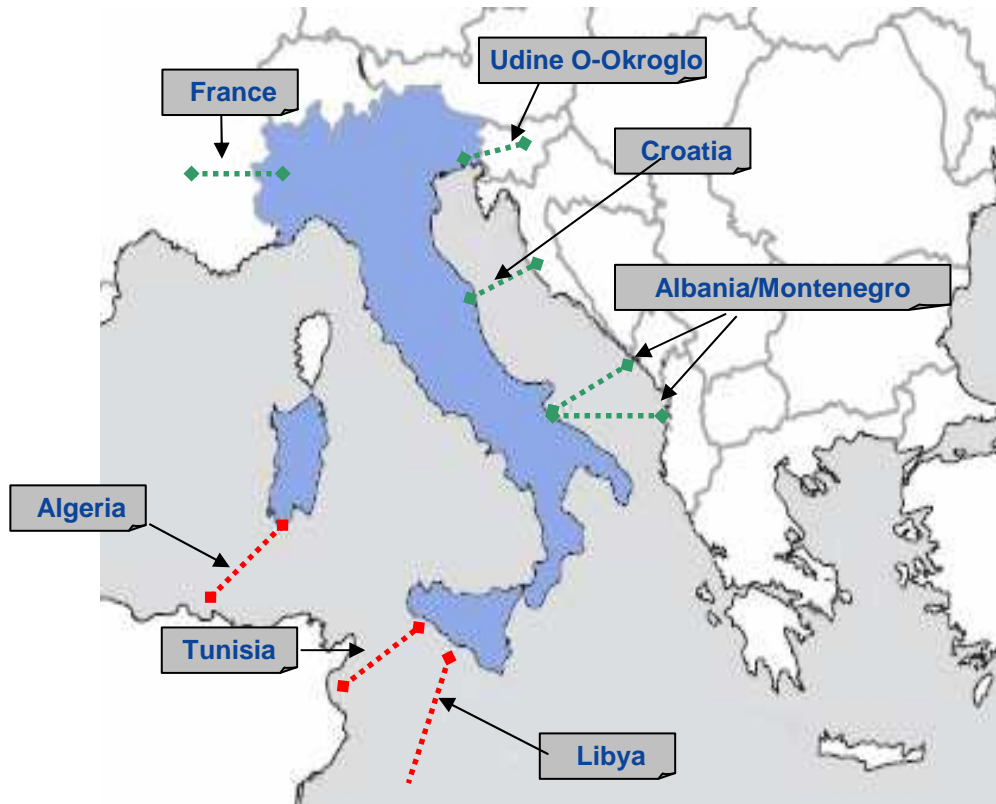 Udine O-Okroglo
France
Croatia
Albania/Montenegro
Algeria
Tunisia
Libya